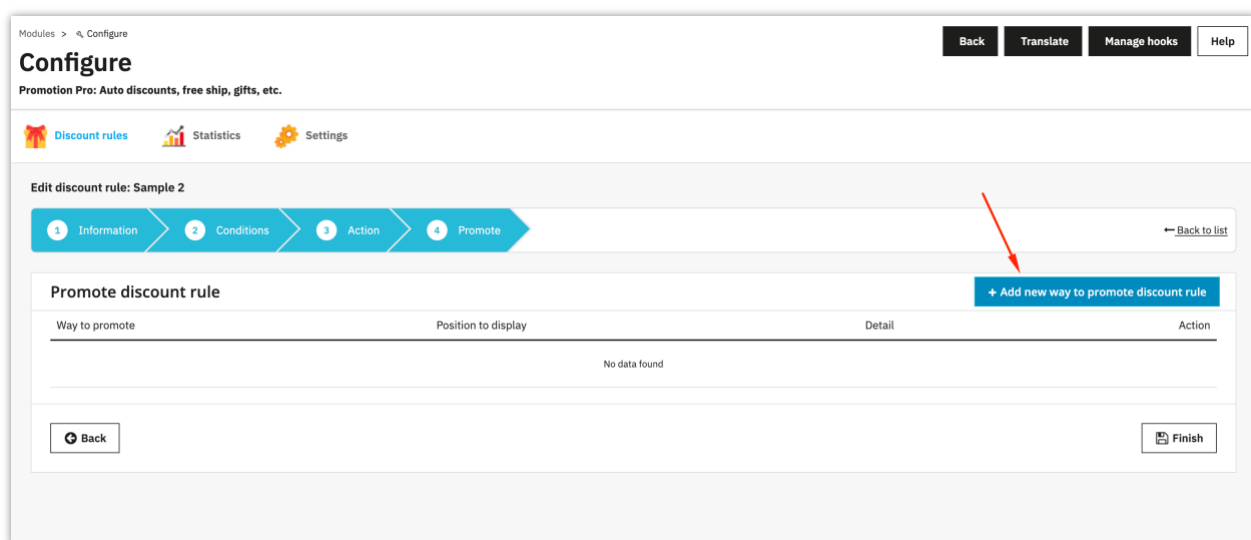 Modules > Configure
Back Translate Manage hooks Help
Configure
Promotion Pro: Auto discounts, free ship, gifts, etc.
Discount rules Statistics Settings
Edit discount rule: Sample 2
1 Information 2 Conditions 3 Action 4 Promote Back to list
Promote discount rule + Add new way to promote discount rule
Way to promote Position to display Detail Action
No data found
Back Finish